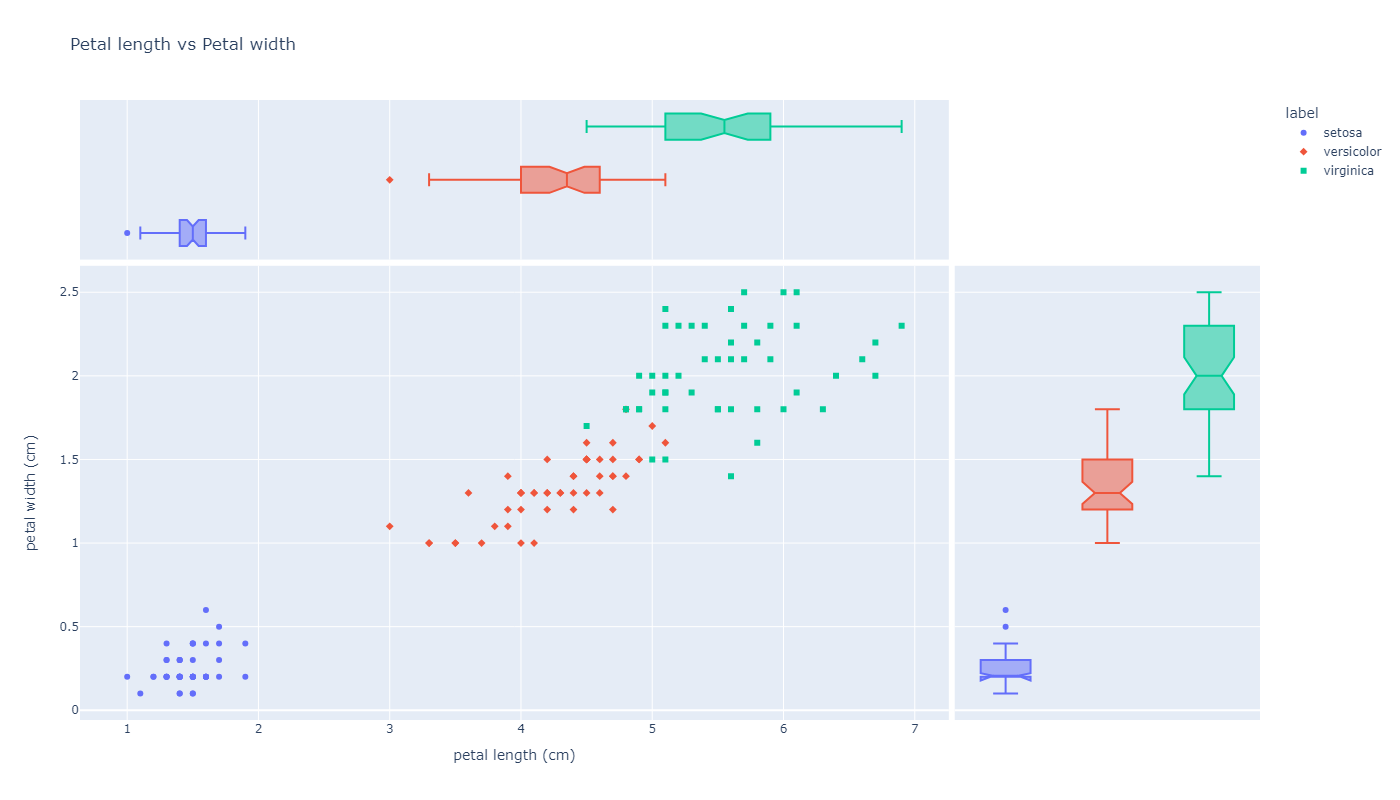 Petal length vs Petal width
label
setosa
versicolor
virginica
2.5
2
1.5
1
0.5
0
petal width (cm)
1 2 3 4 5 6 7
petal length (cm)